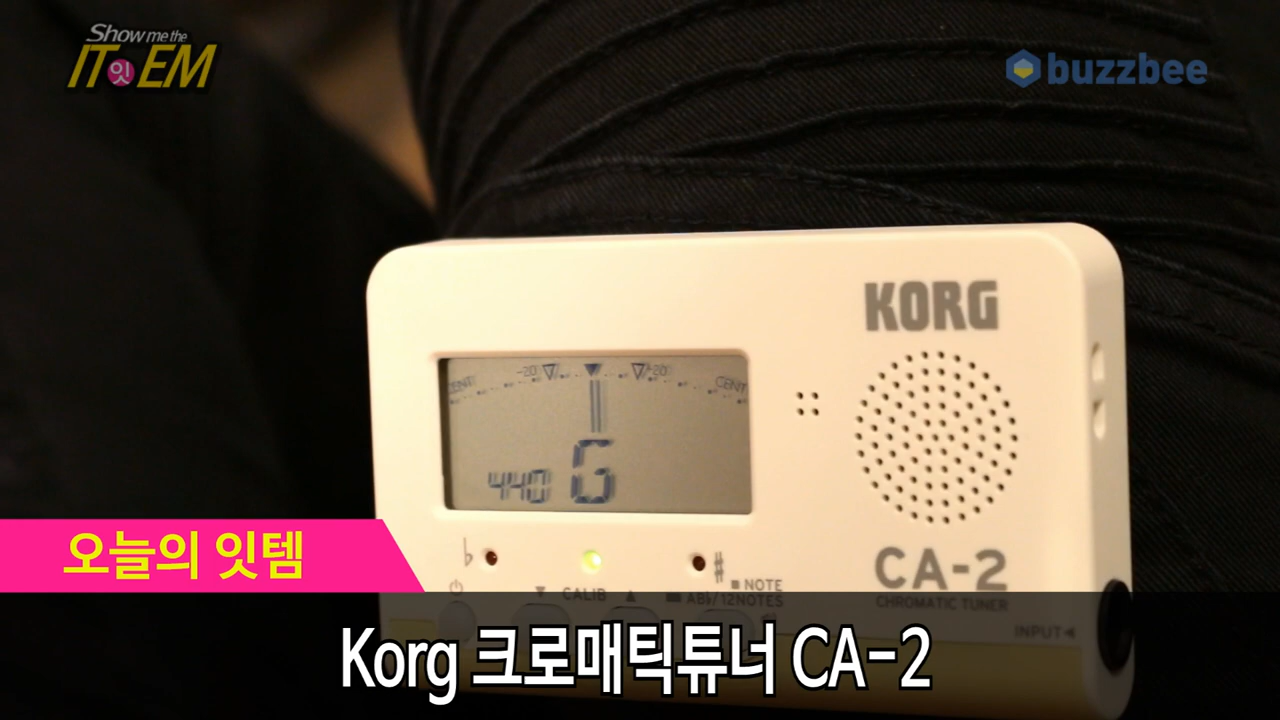 Show me the
IT잇EM
buzzbee
KORG
CENT -20 +20 CENT
440 G
♭ #
CA-2
■ NOTE
▼ CALIB ▲ AB♭/12NOTES
CHROMATIC TUNER
INPUT◄
오늘의 잇템
Korg 크로매틱튜너 CA-2